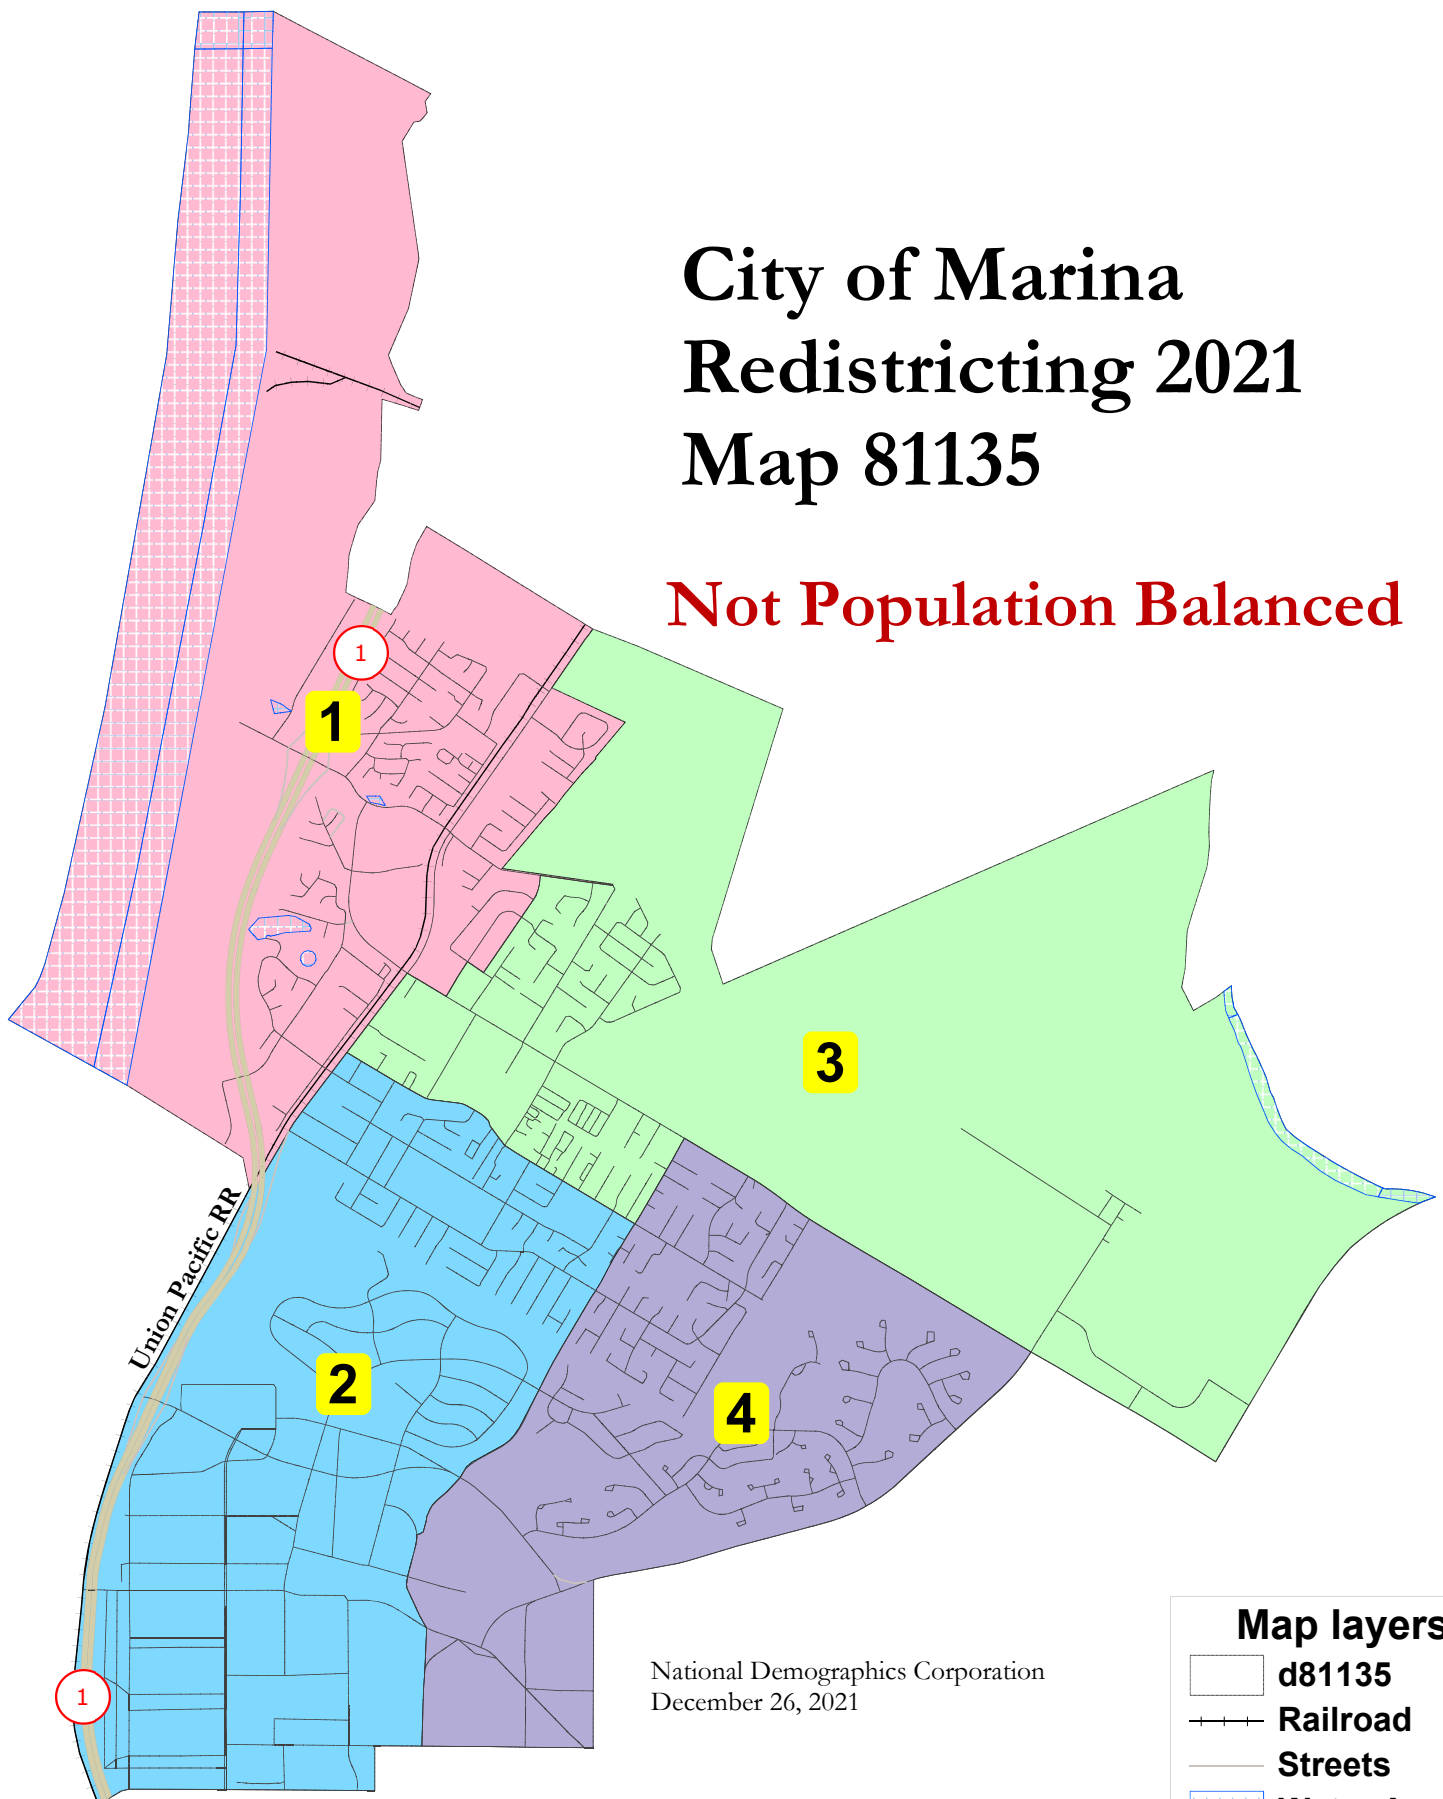 City of Marina
Redistricting 2021
Map 81135
Not Population Balanced
1
1
3
Union Pacific RR
2
4
1
National Demographics Corporation
December 26, 2021
Map layers
d81135
Railroad
Streets